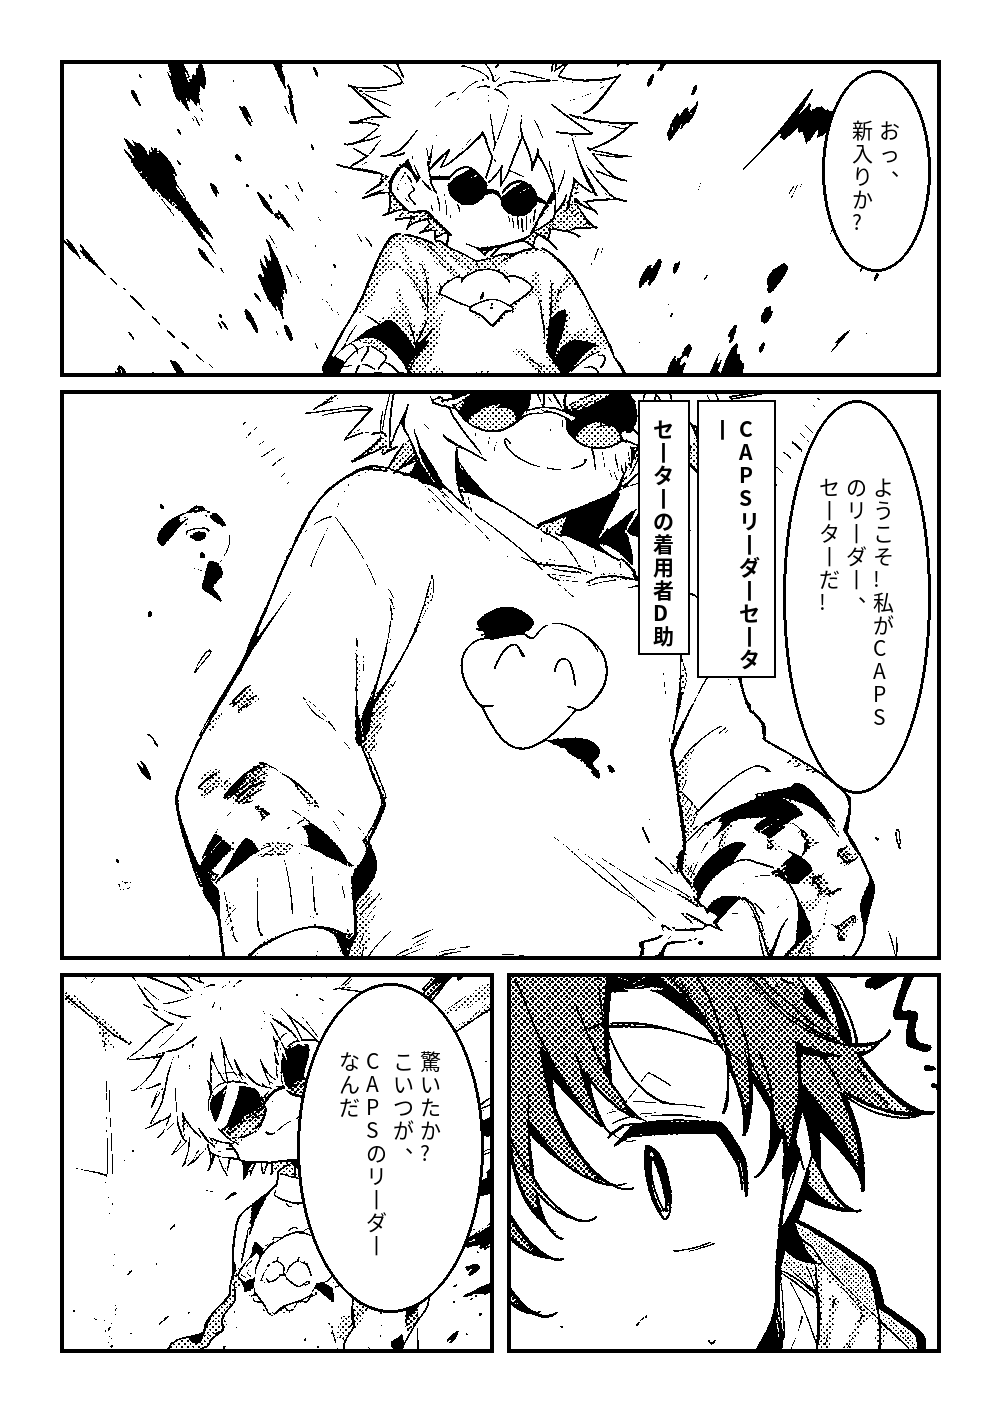 おっ、
新入りか?
ようこそ!私がCAPS
のリーダー、
セーターだ!
CAPSリーダーセータ
ー
セーターの着用者D助
驚いたか?
こいつが、
CAPSのリーダー
なんだ